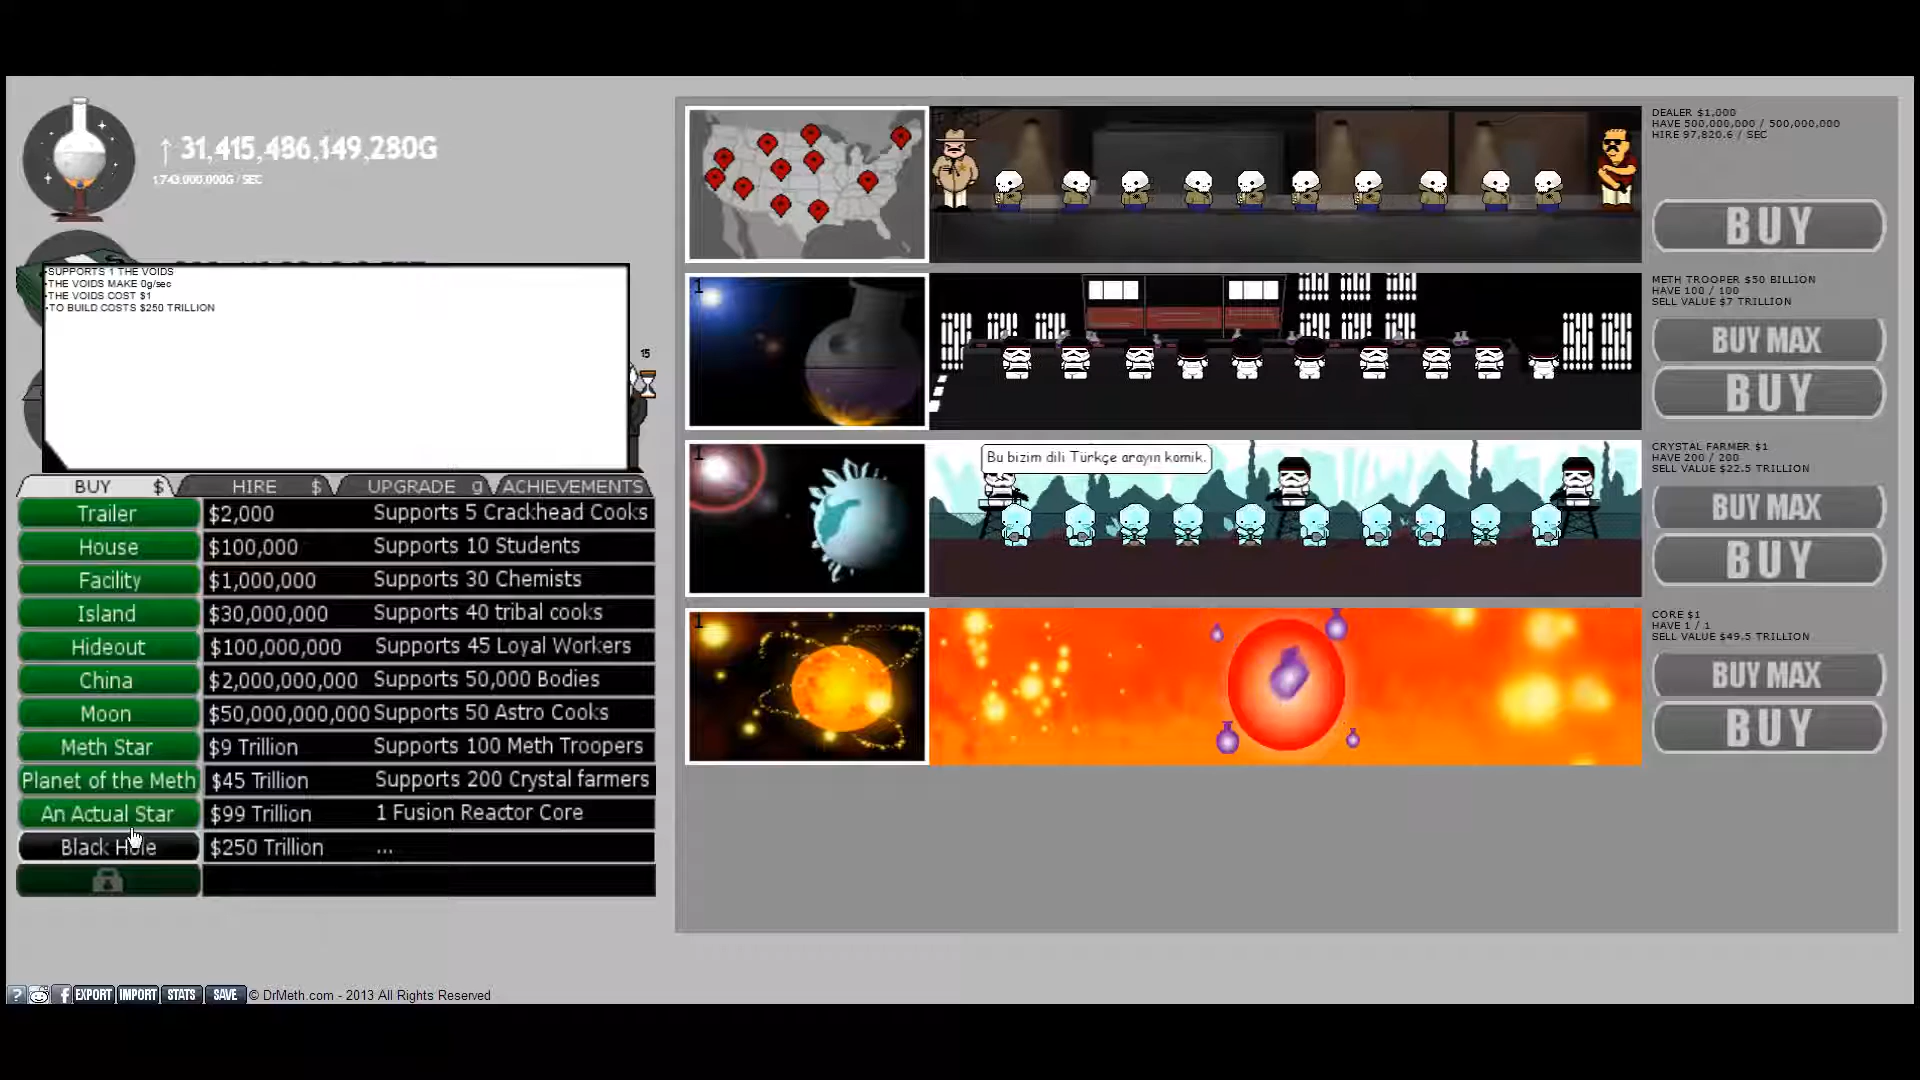 31,415,486,149,280G
1,743,000,000G / SEC
•SUPPORTS 1 THE VOIDS
•THE VOIDS MAKE 0g/sec
•THE VOIDS COST $1
•TO BUILD COSTS $250 TRILLION
15
BUY $ HIRE $ UPGRADE g ACHIEVEMENTS
Trailer $2,000 Supports 5 Crackhead Cooks
House $100,000 Supports 10 Students
Facility $1,000,000 Supports 30 Chemists
Island $30,000,000 Supports 40 tribal cooks
Hideout $100,000,000 Supports 45 Loyal Workers
China $2,000,000,000 Supports 50,000 Bodies
Moon $50,000,000,000 Supports 50 Astro Cooks
Meth Star $9 Trillion Supports 100 Meth Troopers
Planet of the Meth $45 Trillion Supports 200 Crystal farmers
An Actual Star $99 Trillion 1 Fusion Reactor Core
Black Hole $250 Trillion ...
? f EXPORT IMPORT STATS SAVE © DrMeth.com - 2013 All Rights Reserved
DEALER $1,000
HAVE 500,000,000 / 500,000,000
HIRE 97,820.6 / SEC
BUY
1
METH TROOPER $50 BILLION
HAVE 100 / 100
SELL VALUE $7 TRILLION
BUY MAX
BUY
1
Bu bizim dili Türkçe arayın komik.
CRYSTAL FARMER $1
HAVE 200 / 200
SELL VALUE $22.5 TRILLION
BUY MAX
BUY
1
CORE $1
HAVE 1 / 1
SELL VALUE $49.5 TRILLION
BUY MAX
BUY